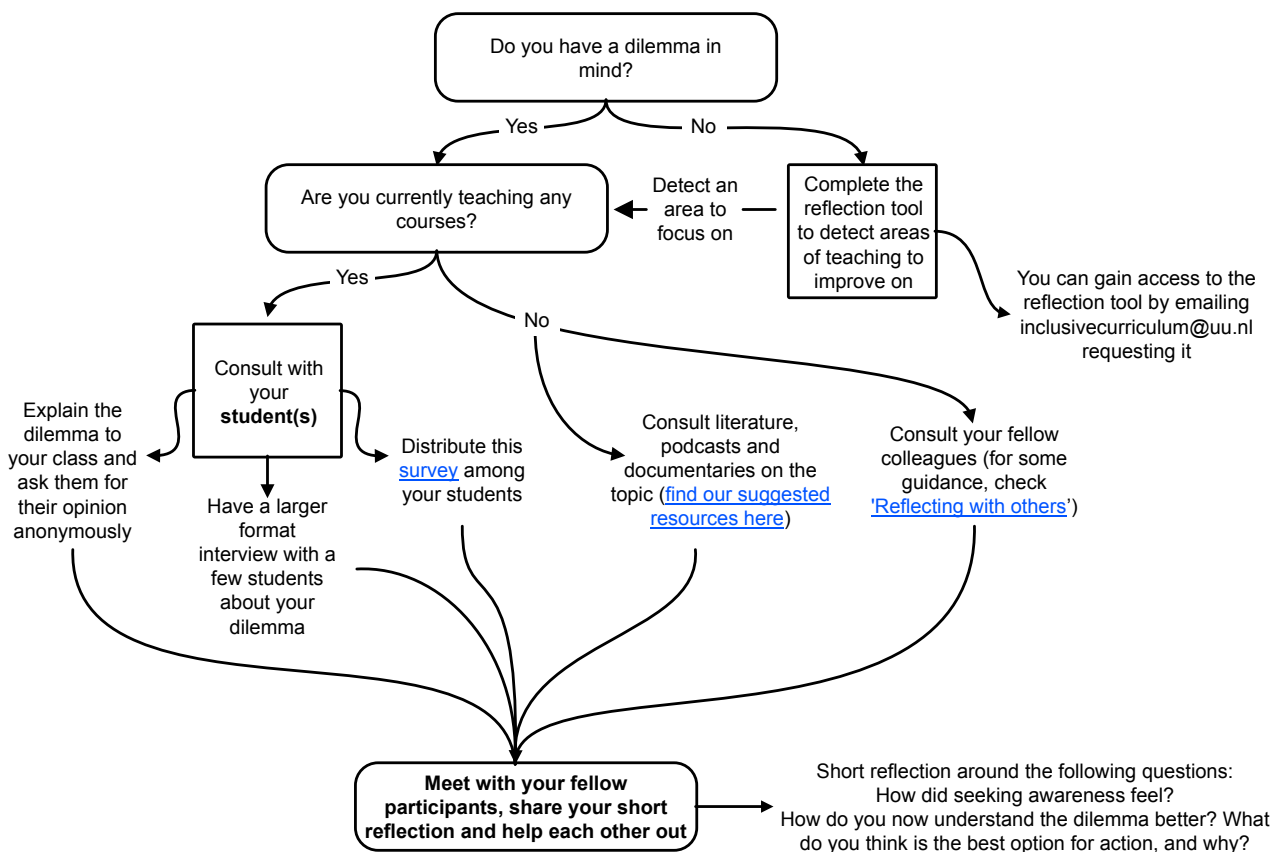 Do you have a dilemma in
mind?
Yes
No
Are you currently teaching any
courses?
Detect an
area to
focus on
Complete the
reflection tool
to detect areas
of teaching to
improve on
You can gain access to the
reflection tool by emailing
inclusivecurriculum@uu.nl
requesting it
Yes
No
Consult with
your
student(s)
Explain the
dilemma to
your class and
ask them for
their opinion
anonymously
Have a larger
format
interview with a
few students
about your
dilemma
Distribute this
survey among
your students
Consult literature,
podcasts and
documentaries on the
topic (find our suggested
resources here)
Consult your fellow
colleagues (for some
guidance, check
'Reflecting with others’)
Meet with your fellow
participants, share your short
reflection and help each other out
Short reflection around the following questions:
How did seeking awareness feel?
How do you now understand the dilemma better? What
do you think is the best option for action, and why?